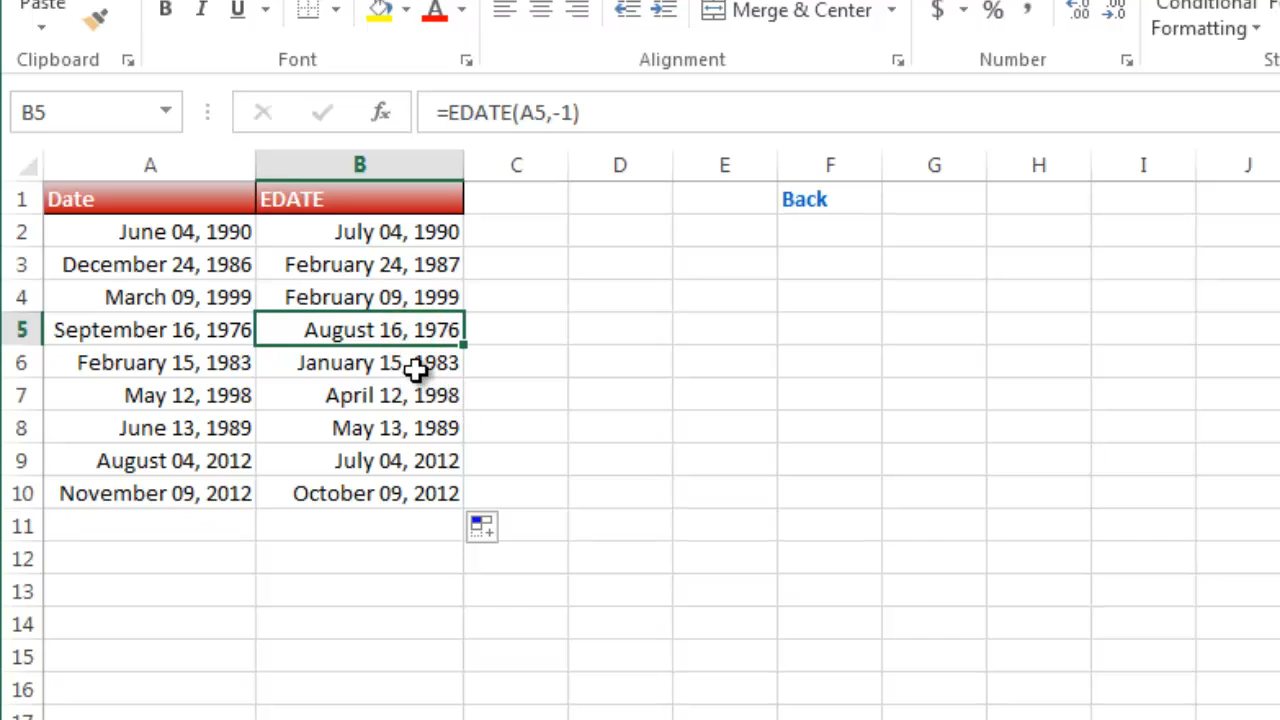 Paste B I U Merge & Center $ % , .00 .00 Conditional
Formatting
Clipboard Font Alignment Number St
B5 fx =EDATE(A5,-1)
A B C D E F G H I J
1 Date EDATE Back
2 June 04, 1990 July 04, 1990
3 December 24, 1986 February 24, 1987
4 March 09, 1999 February 09, 1999
5 September 16, 1976 August 16, 1976
6 February 15, 1983 January 15, 1983
7 May 12, 1998 April 12, 1998
8 June 13, 1989 May 13, 1989
9 August 04, 2012 July 04, 2012
10 November 09, 2012 October 09, 2012
11
12
13
14
15
16
17